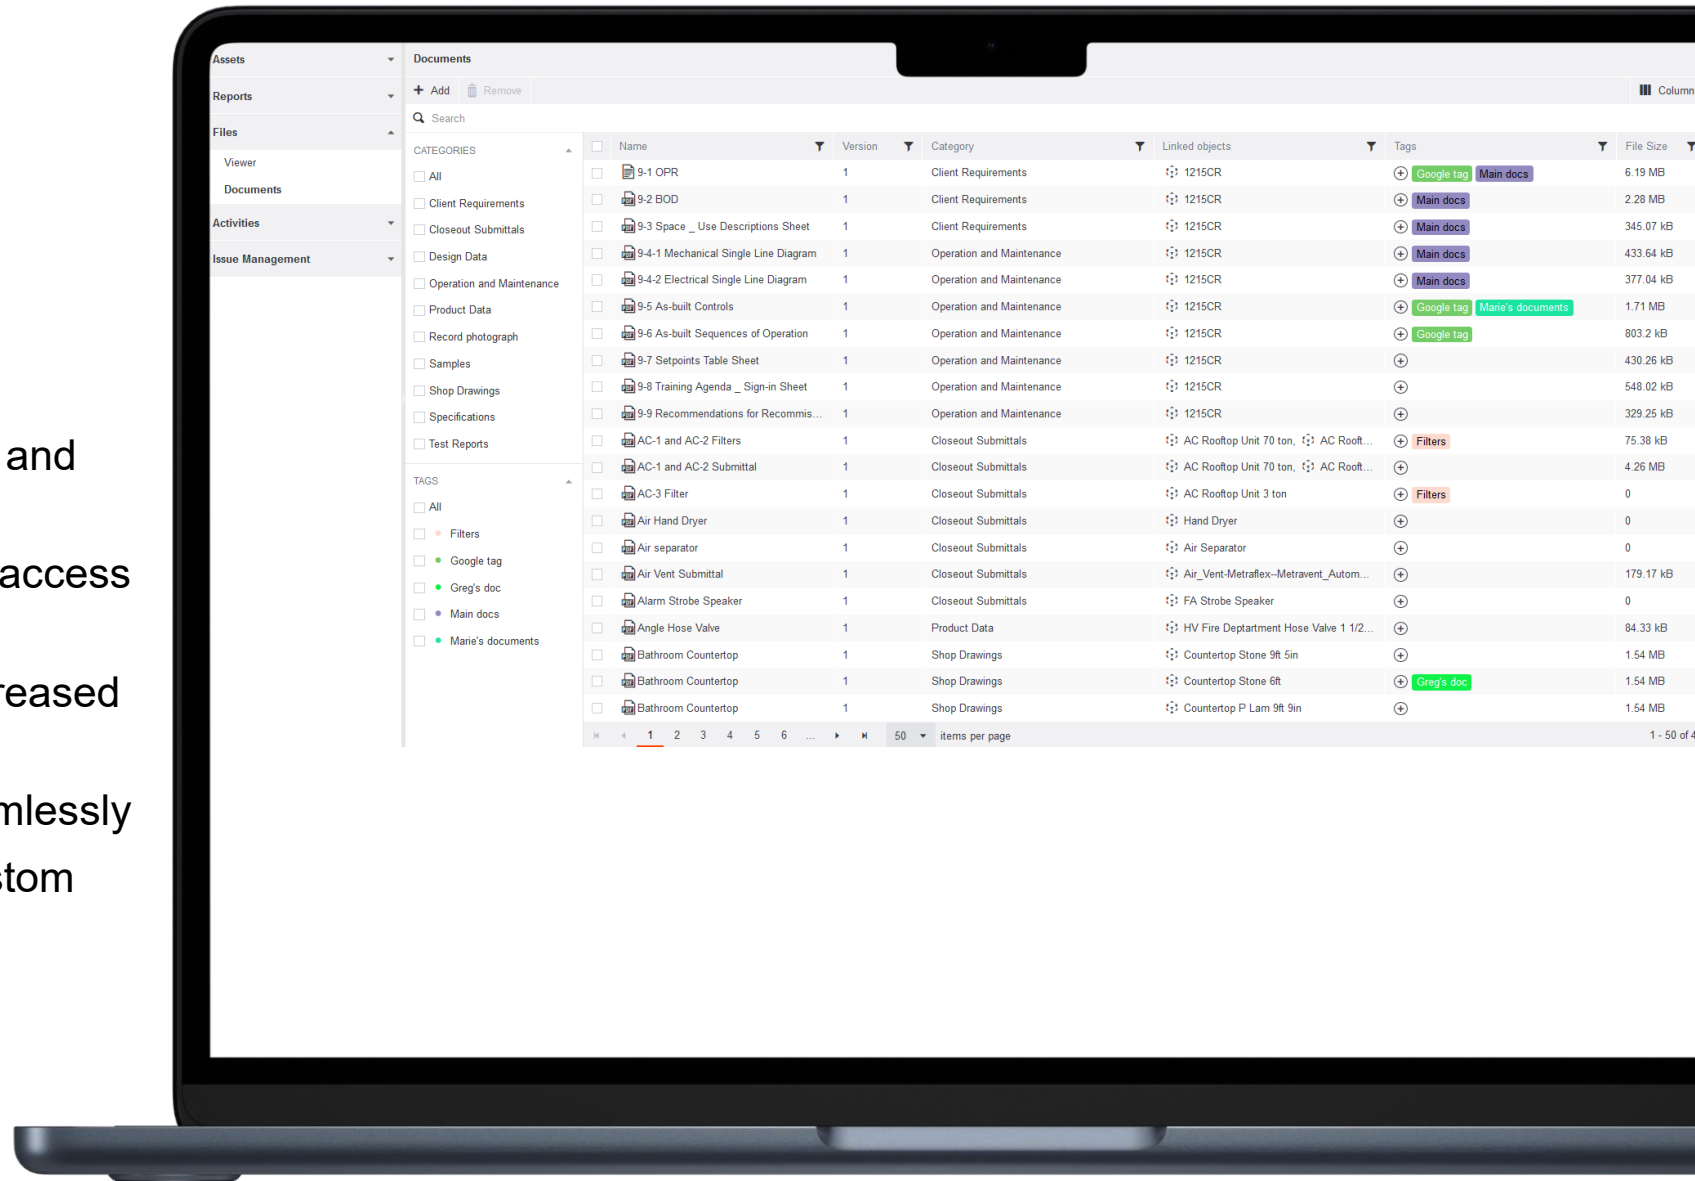 and
access
reased
mlessly
stom
Assets
Reports
Files
Viewer
Documents
Activities
Issue Management
Documents
+ Add Remove Column
Search
CATEGORIES
All
Client Requirements
Closeout Submittals
Design Data
Operation and Maintenance
Product Data
Record photograph
Samples
Shop Drawings
Specifications
Test Reports
TAGS
All
Filters
Google tag
Greg's doc
Main docs
Marie's documents
Name Version Category Linked objects Tags File Size
9-1 OPR 1 Client Requirements 1215CR Google tag Main docs 6.19 MB
9-2 BOD 1 Client Requirements 1215CR Main docs 2.28 MB
9-3 Space _ Use Descriptions Sheet 1 Client Requirements 1215CR Main docs 345.07 kB
9-4-1 Mechanical Single Line Diagram 1 Operation and Maintenance 1215CR Main docs 433.64 kB
9-4-2 Electrical Single Line Diagram 1 Operation and Maintenance 1215CR Main docs 377.04 kB
9-5 As-built Controls 1 Operation and Maintenance 1215CR Google tag Marie's documents 1.71 MB
9-6 As-built Sequences of Operation 1 Operation and Maintenance 1215CR Google tag 803.2 kB
9-7 Setpoints Table Sheet 1 Operation and Maintenance 1215CR 430.26 kB
9-8 Training Agenda _ Sign-in Sheet 1 Operation and Maintenance 1215CR 548.02 kB
9-9 Recommendations for Recommis... 1 Operation and Maintenance 1215CR 329.25 kB
AC-1 and AC-2 Filters 1 Closeout Submittals AC Rooftop Unit 70 ton, AC Rooft... Filters 75.38 kB
AC-1 and AC-2 Submittal 1 Closeout Submittals AC Rooftop Unit 70 ton, AC Rooft... 4.26 MB
AC-3 Filter 1 Closeout Submittals AC Rooftop Unit 3 ton Filters 0
Air Hand Dryer 1 Closeout Submittals Hand Dryer 0
Air separator 1 Closeout Submittals Air Separator 0
Air Vent Submittal 1 Closeout Submittals Air_Vent-Metraflex--Metravent_Autom... 179.17 kB
Alarm Strobe Speaker 1 Closeout Submittals FA Strobe Speaker 0
Angle Hose Valve 1 Product Data HV Fire Deptartment Hose Valve 1 1/2... 84.33 kB
Bathroom Countertop 1 Shop Drawings Countertop Stone 9ft 5in 1.54 MB
Bathroom Countertop 1 Shop Drawings Countertop Stone 6ft Greg's doc 1.54 MB
Bathroom Countertop 1 Shop Drawings Countertop P Lam 9ft 9in 1.54 MB
1 2 3 4 5 6 ... 50 items per page 1 - 50 of 4